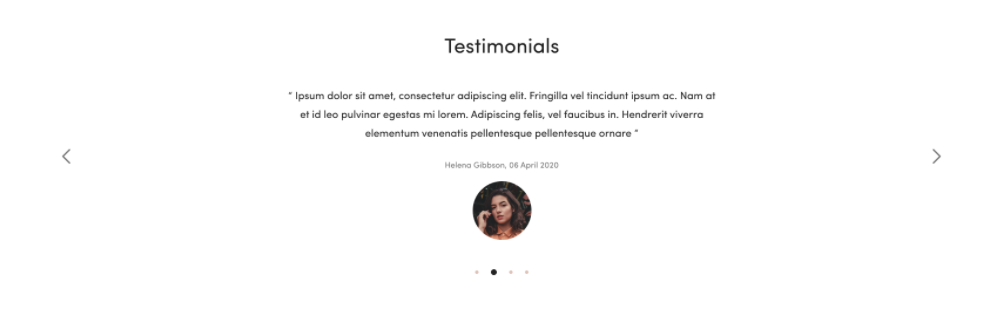 Testimonials
“ Ipsum dolor sit amet, consectetur adipiscing elit. Fringilla vel tincidunt ipsum ac. Nam at
et id leo pulvinar egestas mi lorem. Adipiscing felis, vel faucibus in. Hendrerit viverra
elementum venenatis pellentesque pellentesque ornare ”
Helena Gibbson, 06 April 2020